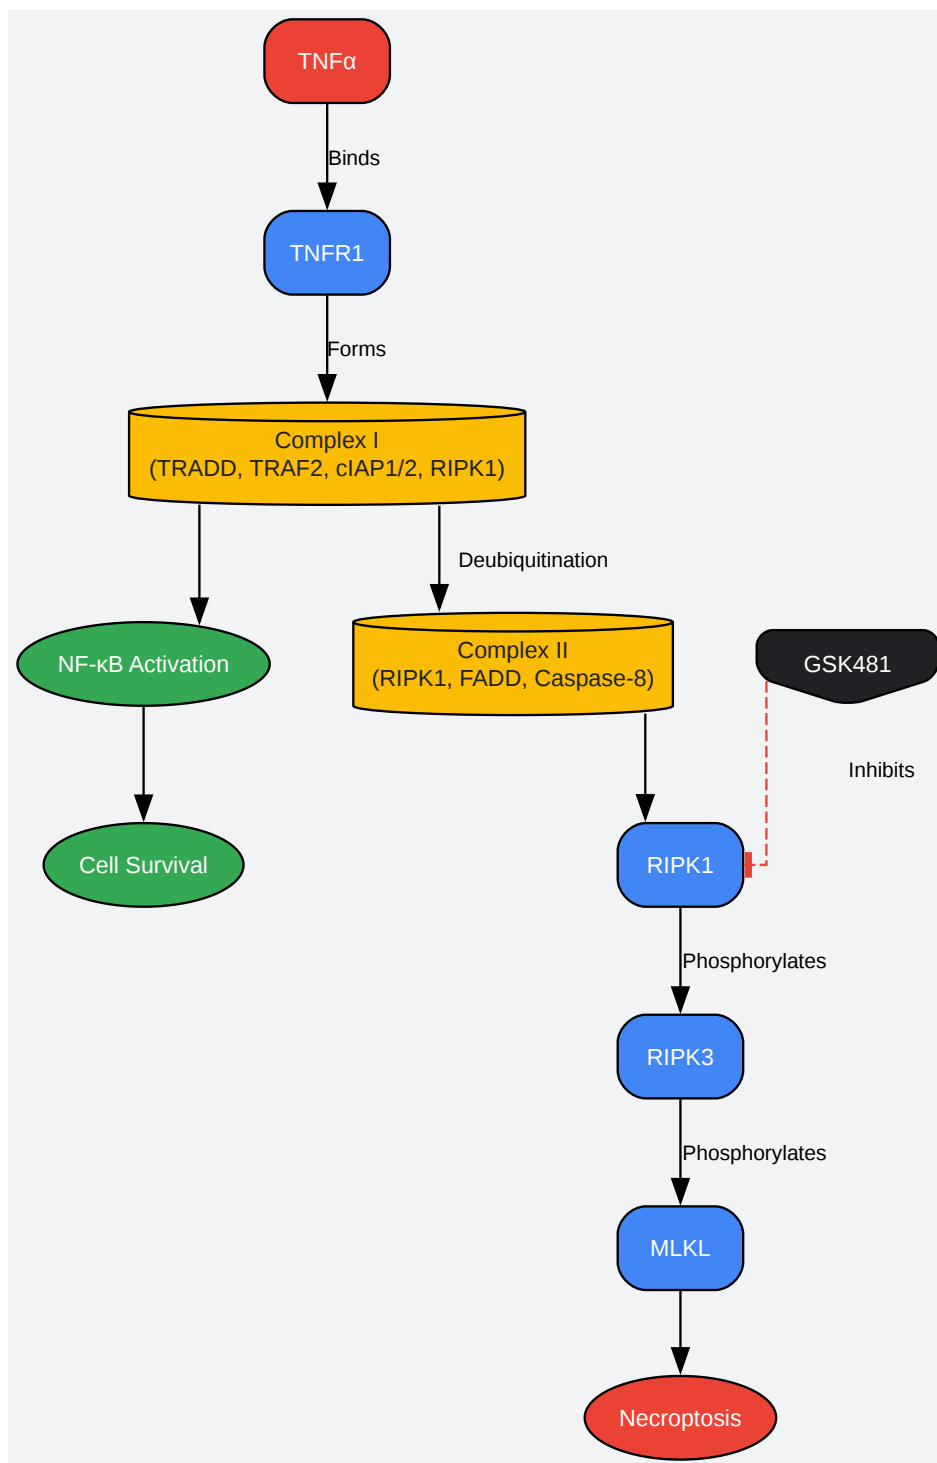 TNFα
Binds
TNFR1
Forms
Complex I
(TRADD, TRAF2, cIAP1/2, RIPK1)
Deubiquitination
NF-κB Activation
Complex II
(RIPK1, FADD, Caspase-8)
GSK481
Inhibits
Cell Survival
RIPK1
Phosphorylates
RIPK3
Phosphorylates
MLKL
Necroptosis